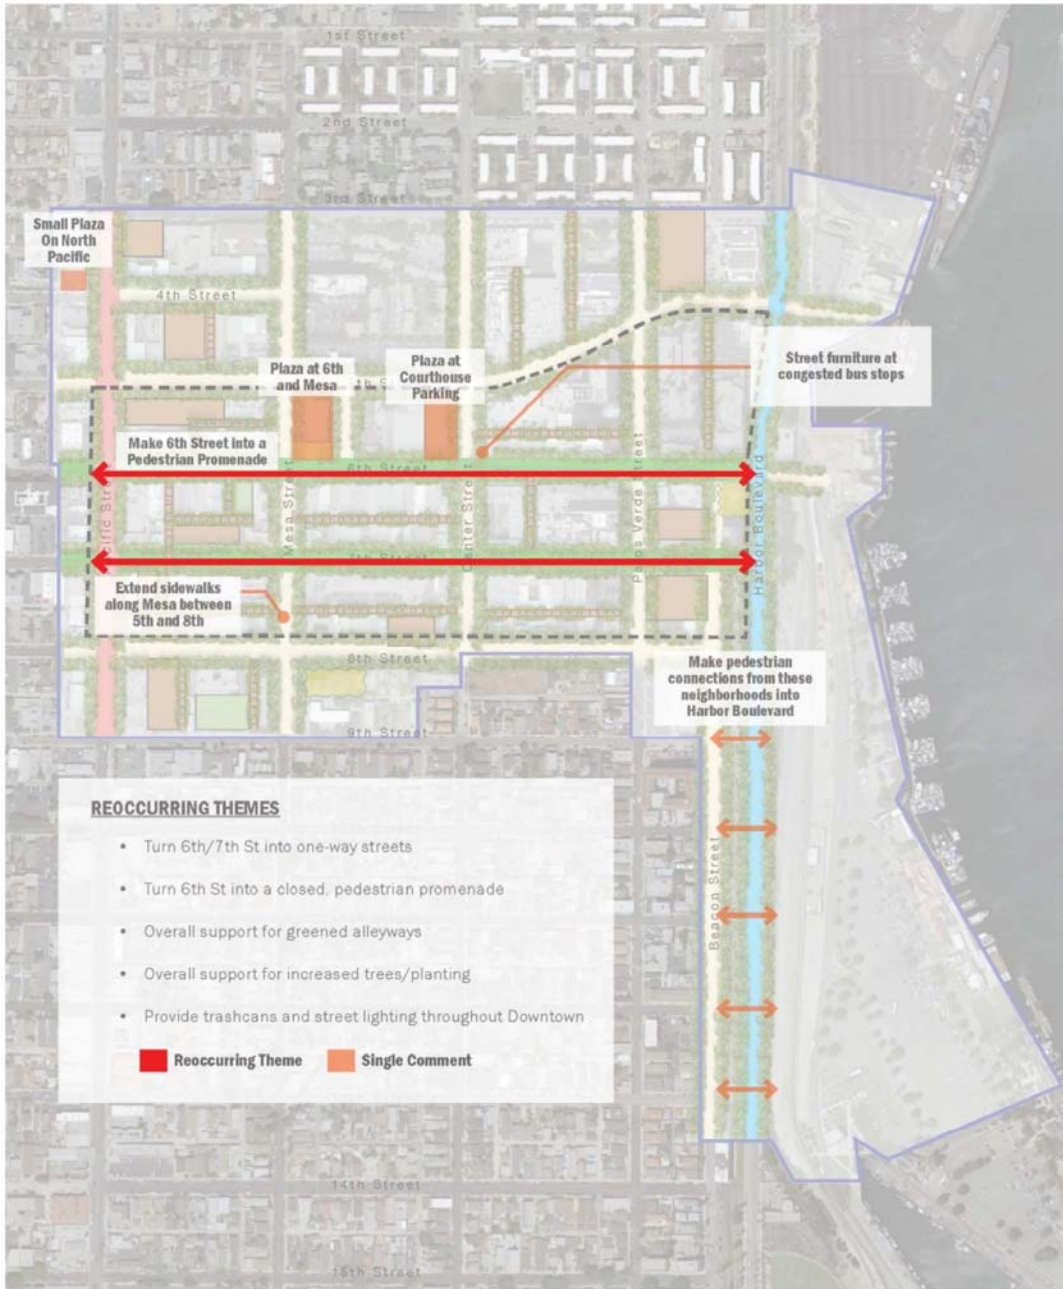 1st Street
2nd Street
3rd Street
Small Plaza
On North
Pacific
4th Street
Plaza at 6th
and Mesa
Plaza at
Courthouse
Parking
Street furniture at
congested bus stops
Make 6th Street into a
Pedestrian Promenade
6th Street
Mesa Street
Center Street
Palos Verde Street
Harbor Boulevard
7th Street
Extend sidewalks
along Mesa between
5th and 8th
8th Street
Make pedestrian
connections from these
neighborhoods into
Harbor Boulevard
9th Street
Beacon Street
REOCCURRING THEMES
• Turn 6th/7th St into one-way streets
• Turn 6th St into a closed, pedestrian promenade
• Overall support for greened alleyways
• Overall support for increased trees/planting
• Provide trashcans and street lighting throughout Downtown
Reoccurring Theme
Single Comment
14th Street
15th Street